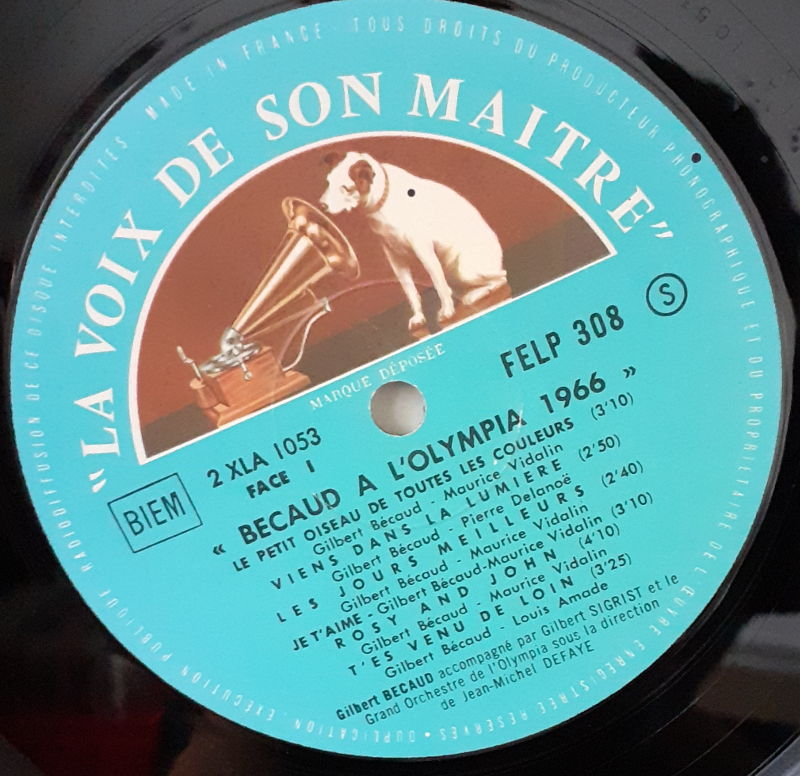 MADE IN FRANCE · TOUS DROITS DU PRODUCTEUR PHONOGRAPHIQUE ET DU PROPRIETAIRE DE L'ŒUVRE ENREGISTREE RESERVES · DUPLICATION · EXECUTION PUBLIQUE RADIODIFFUSION DE CE DISQUE INTERDITES
"LA VOIX DE SON MAITRE"
MARQUE DÉPOSÉE
FELP 308 S
BIEM
2 XLA 1053
FACE 1
« BECAUD A L'OLYMPIA 1966 »
LE PETIT OISEAU DE TOUTES LES COULEURS (3'10)
Gilbert Bécaud - Maurice Vidalin
VIENS DANS LA LUMIERE (2'50)
Gilbert Bécaud - Pierre Delanoë
LES JOURS MEILLEURS (2'40)
Gilbert Bécaud - Maurice Vidalin
JE T'AIME - Gilbert Bécaud-Maurice Vidalin (3'10)
ROSY AND JOHN (4'10)
Gilbert Bécaud - Maurice Vidalin
T'ES VENU DE LOIN (3'25)
Gilbert Bécaud - Louis Amade
Gilbert BECAUD accompagné par Gilbert SIGRIST et le
Grand Orchestre de l'Olympia sous la direction
de Jean-Michel DEFAYE